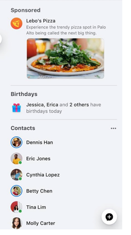 Sponsored
Lebo's Pizza
Experience the trendy pizza spot in Palo
Alto being called the next big thing
Birthdays
Jessica, Erica and 2 others have
birthdays today
Contacts
Dennis Han
Eric Jones
Cynthia Lopez
Betty Chen
Tina Lim
Molly Carter